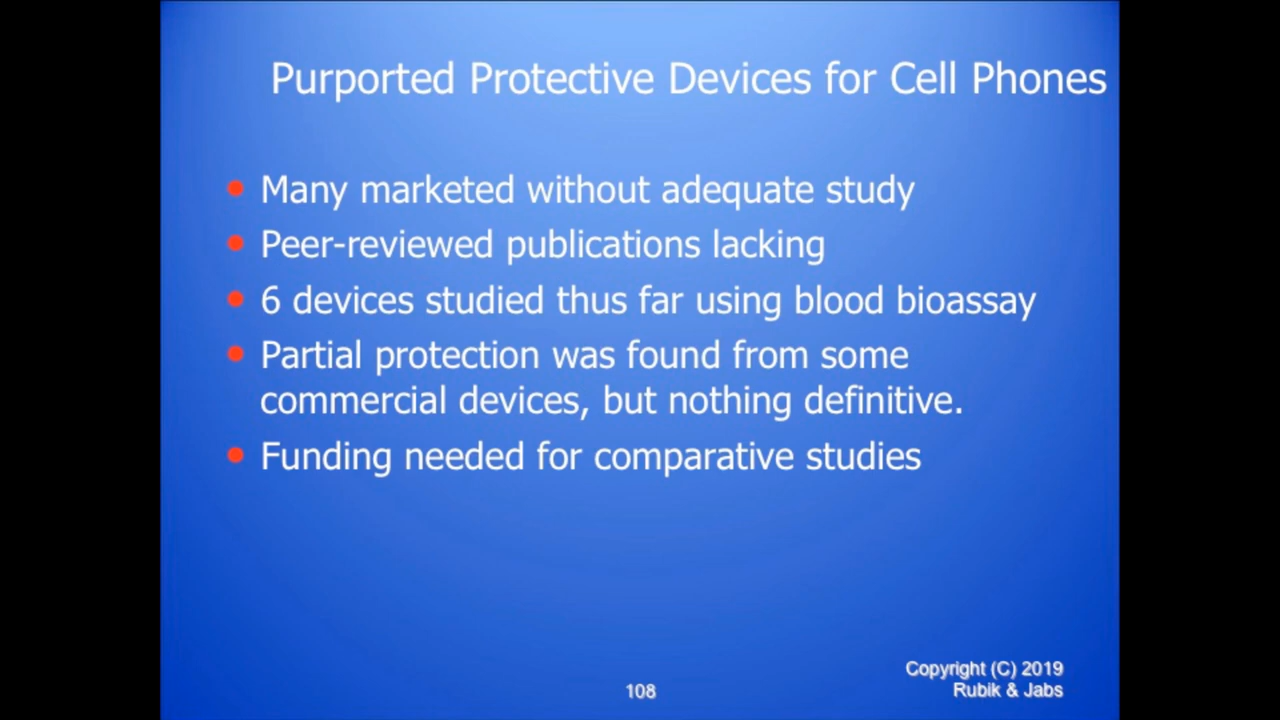 Purported Protective Devices for Cell Phones
Many marketed without adequate study
Peer-reviewed publications lacking
6 devices studied thus far using blood bioassay
Partial protection was found from some
commercial devices, but nothing definitive.
Funding needed for comparative studies
108
Copyright (C) 2019
Rubik & Jabs